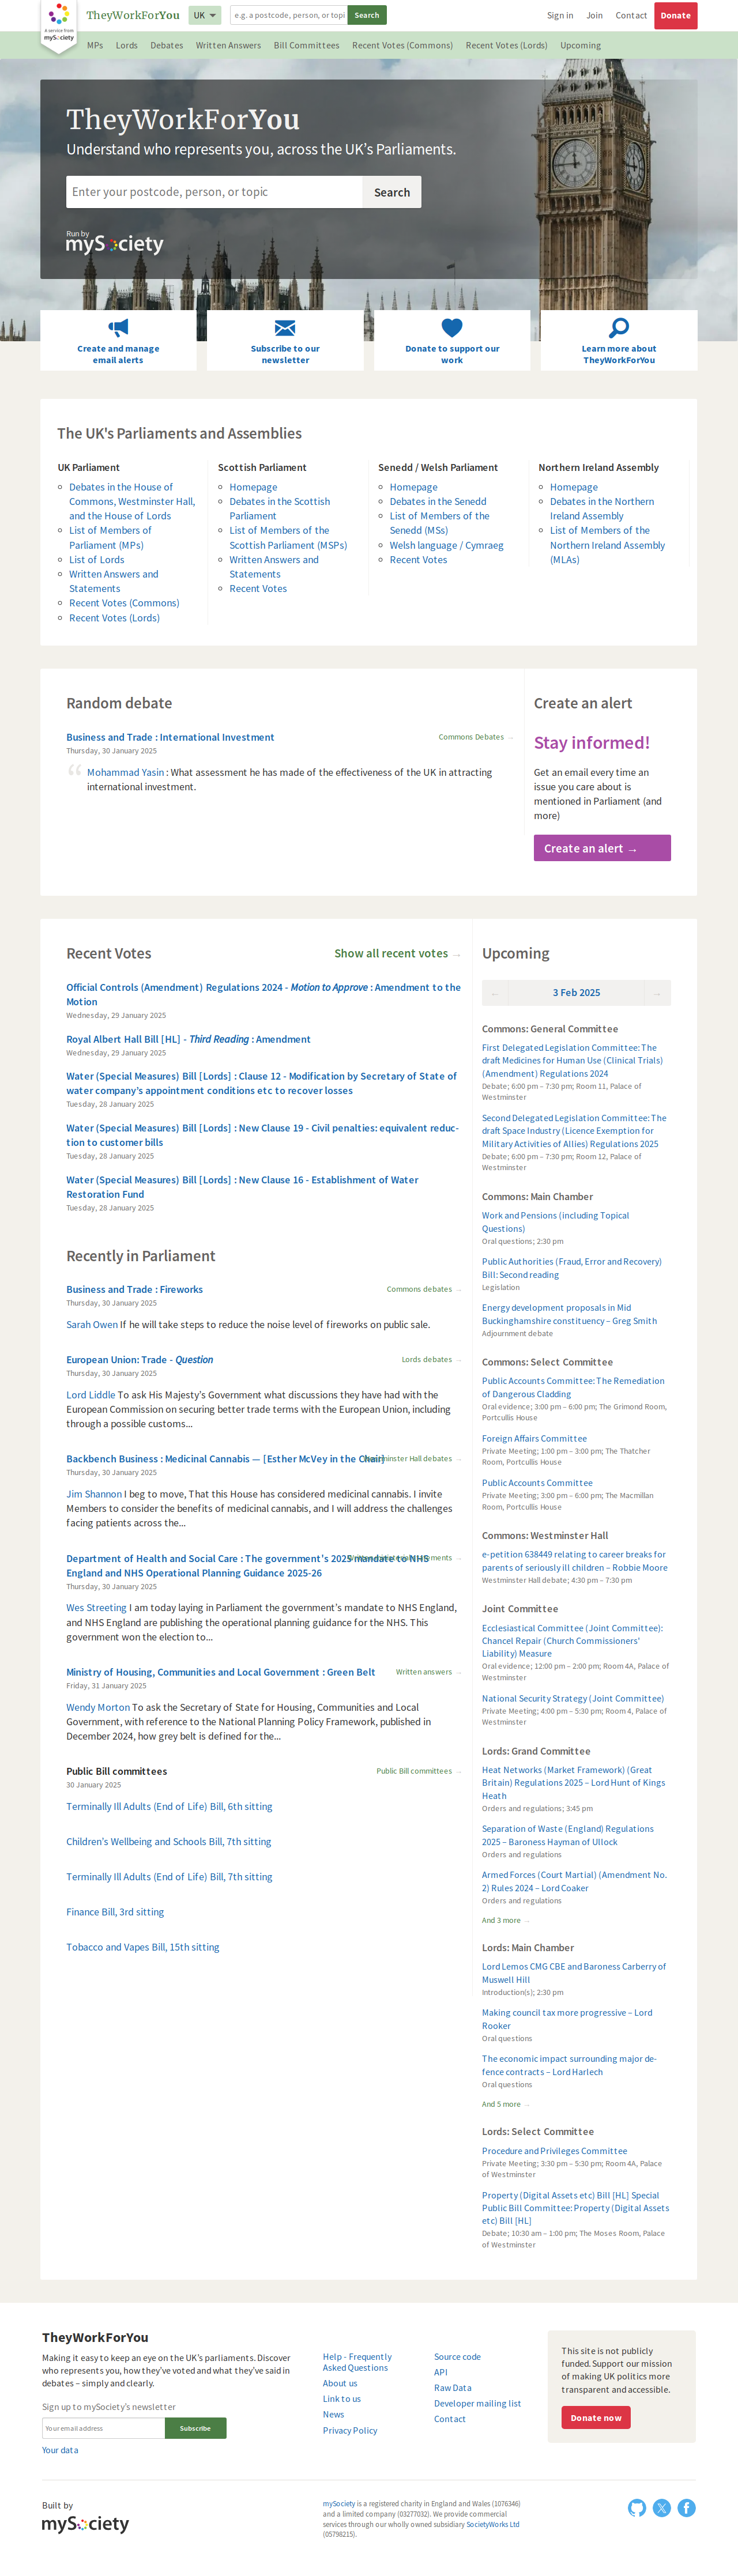 A service from
mySociety
TheyWorkForYou
UK
e.g. a postcode, person, or topi
Search
Sign in
Join
Contact
Donate
MPs
Lords
Debates
Written Answers
Bill Committees
Recent Votes (Commons)
Recent Votes (Lords)
Upcoming
TheyWorkForYou
Understand who represents you, across the UK's Parliaments.
Enter your postcode, person, or topic
Search
Run by
mySociety
Create and manage
email alerts
Subscribe to our
newsletter
Donate to support our
work
Learn more about
TheyWorkForYou
The UK's Parliaments and Assemblies
UK Parliament
Debates in the House of
Commons, Westminster Hall,
and the House of Lords
List of Members of
Parliament (MPs)
List of Lords
Written Answers and
Statements
Recent Votes (Commons)
Recent Votes (Lords)
Scottish Parliament
Homepage
Debates in the Scottish
Parliament
List of Members of the
Scottish Parliament (MSPs)
Written Answers and
Statements
Recent Votes
Senedd / Welsh Parliament
Homepage
Debates in the Senedd
List of Members of the
Senedd (MSs)
Welsh language / Cymraeg
Recent Votes
Northern Ireland Assembly
Homepage
Debates in the Northern
Ireland Assembly
List of Members of the
Northern Ireland Assembly
(MLAs)
Random debate
Business and Trade : International Investment
Commons Debates →
Thursday, 30 January 2025
“ Mohammad Yasin : What assessment he has made of the effectiveness of the UK in attracting
international investment.
Create an alert
Stay informed!
Get an email every time an
issue you care about is
mentioned in Parliament (and
more)
Create an alert →
Recent Votes
Show all recent votes →
Official Controls (Amendment) Regulations 2024 - Motion to Approve : Amendment to the
Motion
Wednesday, 29 January 2025
Royal Albert Hall Bill [HL] - Third Reading : Amendment
Wednesday, 29 January 2025
Water (Special Measures) Bill [Lords] : Clause 12 - Modification by Secretary of State of
water company's appointment conditions etc to recover losses
Tuesday, 28 January 2025
Water (Special Measures) Bill [Lords] : New Clause 19 - Civil penalties: equivalent reduc-
tion to customer bills
Tuesday, 28 January 2025
Water (Special Measures) Bill [Lords] : New Clause 16 - Establishment of Water
Restoration Fund
Tuesday, 28 January 2025
Recently in Parliament
Business and Trade : Fireworks
Commons debates →
Thursday, 30 January 2025
Sarah Owen If he will take steps to reduce the noise level of fireworks on public sale.
European Union: Trade - Question
Lords debates →
Thursday, 30 January 2025
Lord Liddle To ask His Majesty's Government what discussions they have had with the
European Commission on securing better trade terms with the European Union, including
through a possible customs...
Backbench Business : Medicinal Cannabis — [Esther McVey in the Chair]
Westminster Hall debates →
Thursday, 30 January 2025
Jim Shannon I beg to move, That this House has considered medicinal cannabis. I invite
Members to consider the benefits of medicinal cannabis, and I will address the challenges
facing patients across the...
Department of Health and Social Care : The government's 2025 mandate to NHS
England and NHS Operational Planning Guidance 2025-26
Thursday, 30 January 2025
Wes Streeting I am today laying in Parliament the government's mandate to NHS England,
and NHS England are publishing the operational planning guidance for the NHS. This
government won the election to...
Ministry of Housing, Communities and Local Government : Green Belt
Written answers →
Friday, 31 January 2025
Wendy Morton To ask the Secretary of State for Housing, Communities and Local
Government, with reference to the National Planning Policy Framework, published in
December 2024, how grey belt is defined for the...
Public Bill committees
Public Bill committees →
30 January 2025
Terminally Ill Adults (End of Life) Bill, 6th sitting
Children's Wellbeing and Schools Bill, 7th sitting
Terminally Ill Adults (End of Life) Bill, 7th sitting
Finance Bill, 3rd sitting
Tobacco and Vapes Bill, 15th sitting
Upcoming
← 3 Feb 2025 →
Commons: General Committee
First Delegated Legislation Committee: The
draft Medicines for Human Use (Clinical Trials)
(Amendment) Regulations 2024
Debate; 6:00 pm – 7:30 pm; Room 11, Palace of
Westminster
Second Delegated Legislation Committee: The
draft Space Industry (Licence Exemption for
Military Activities of Allies) Regulations 2025
Debate; 6:00 pm – 7:30 pm; Room 12, Palace of
Westminster
Commons: Main Chamber
Work and Pensions (including Topical
Questions)
Oral questions; 2:30 pm
Public Authorities (Fraud, Error and Recovery)
Bill: Second reading
Legislation
Energy development proposals in Mid
Buckinghamshire constituency – Greg Smith
Adjournment debate
Commons: Select Committee
Public Accounts Committee: The Remediation
of Dangerous Cladding
Oral evidence; 3:00 pm – 6:00 pm; The Grimond Room,
Portcullis House
Foreign Affairs Committee
Private Meeting; 1:00 pm – 3:00 pm; The Thatcher
Room, Portcullis House
Public Accounts Committee
Private Meeting; 3:00 pm – 6:00 pm; The Macmillan
Room, Portcullis House
Commons: Westminster Hall
e-petition 638449 relating to career breaks for
parents of seriously ill children – Robbie Moore
Westminster Hall debate; 4:30 pm – 7:30 pm
Joint Committee
Ecclesiastical Committee (Joint Committee):
Chancel Repair (Church Commissioners'
Liability) Measure
Oral evidence; 12:00 pm – 2:00 pm; Room 4A, Palace of
Westminster
National Security Strategy (Joint Committee)
Private Meeting; 4:00 pm – 5:30 pm; Room 4, Palace of
Westminster
Lords: Grand Committee
Heat Networks (Market Framework) (Great
Britain) Regulations 2025 – Lord Hunt of Kings
Heath
Orders and regulations; 3:45 pm
Separation of Waste (England) Regulations
2025 – Baroness Hayman of Ullock
Orders and regulations
Armed Forces (Court Martial) (Amendment No.
2) Rules 2024 – Lord Coaker
Orders and regulations
And 3 more →
Lords: Main Chamber
Lord Lemos CMG CBE and Baroness Carberry of
Muswell Hill
Introduction(s); 2:30 pm
Making council tax more progressive – Lord
Rooker
Oral questions
The economic impact surrounding major de-
fence contracts – Lord Harlech
Oral questions
And 5 more →
Lords: Select Committee
Procedure and Privileges Committee
Private Meeting; 3:30 pm – 5:30 pm; Room 4A, Palace
of Westminster
Property (Digital Assets etc) Bill [HL] Special
Public Bill Committee: Property (Digital Assets
etc) Bill [HL]
Debate; 10:30 am – 1:00 pm; The Moses Room, Palace
of Westminster
TheyWorkForYou
Making it easy to keep an eye on the UK's parliaments. Discover
who represents you, how they've voted and what they've said in
debates – simply and clearly.
Sign up to mySociety's newsletter
Your email address
Subscribe
Your data
Help - Frequently
Asked Questions
About us
Link to us
News
Privacy Policy
Source code
API
Raw Data
Developer mailing list
Contact
This site is not publicly
funded. Support our mission
of making UK politics more
transparent and accessible.
Donate now
Built by
mySociety
mySociety is a registered charity in England and Wales (1076346)
and a limited company (03277032). We provide commercial
services through our wholly owned subsidiary SocietyWorks Ltd
(05798215).